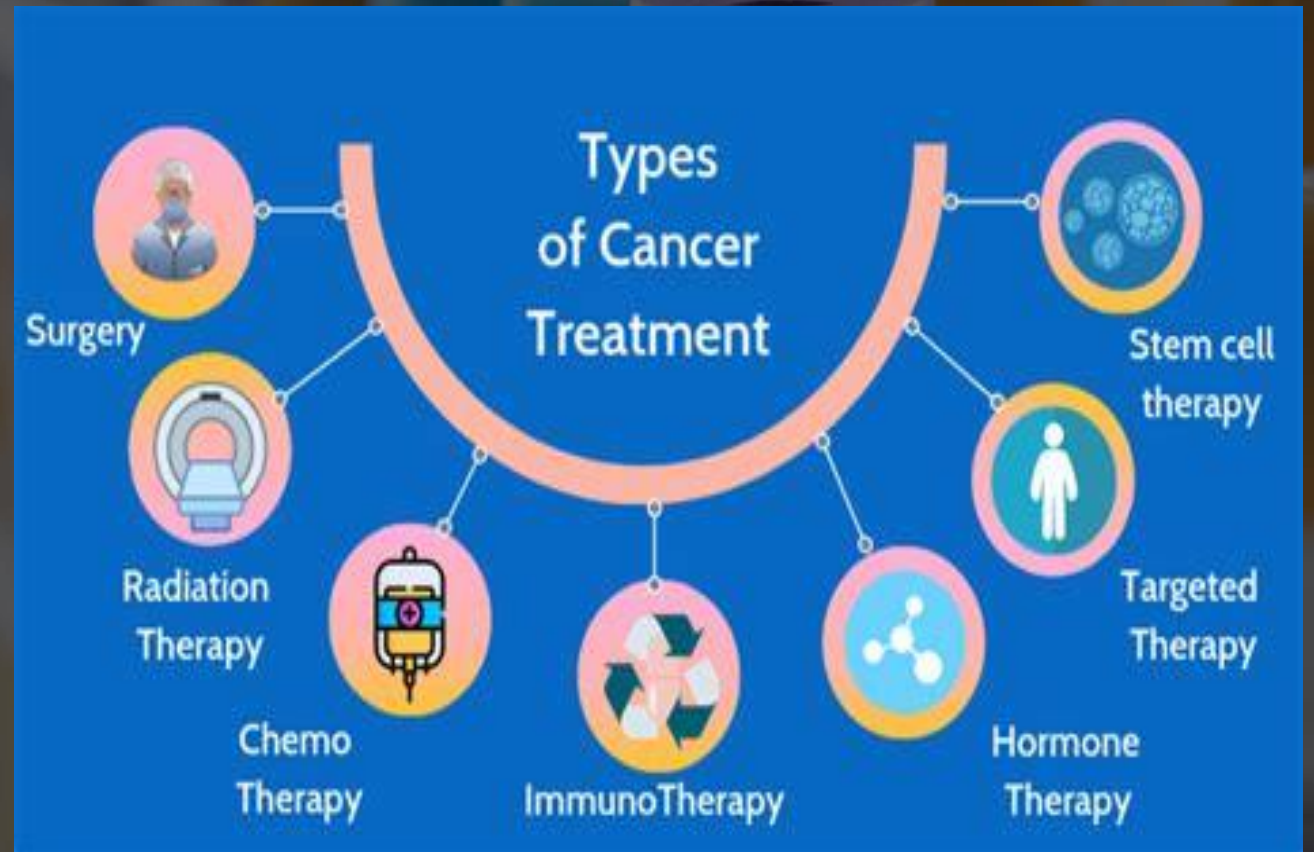 Types
of Cancer
Treatment
Surgery
Radiation
Therapy
Chemo
Therapy
ImmunoTherapy
Hormone
Therapy
Targeted
Therapy
Stem cell
therapy